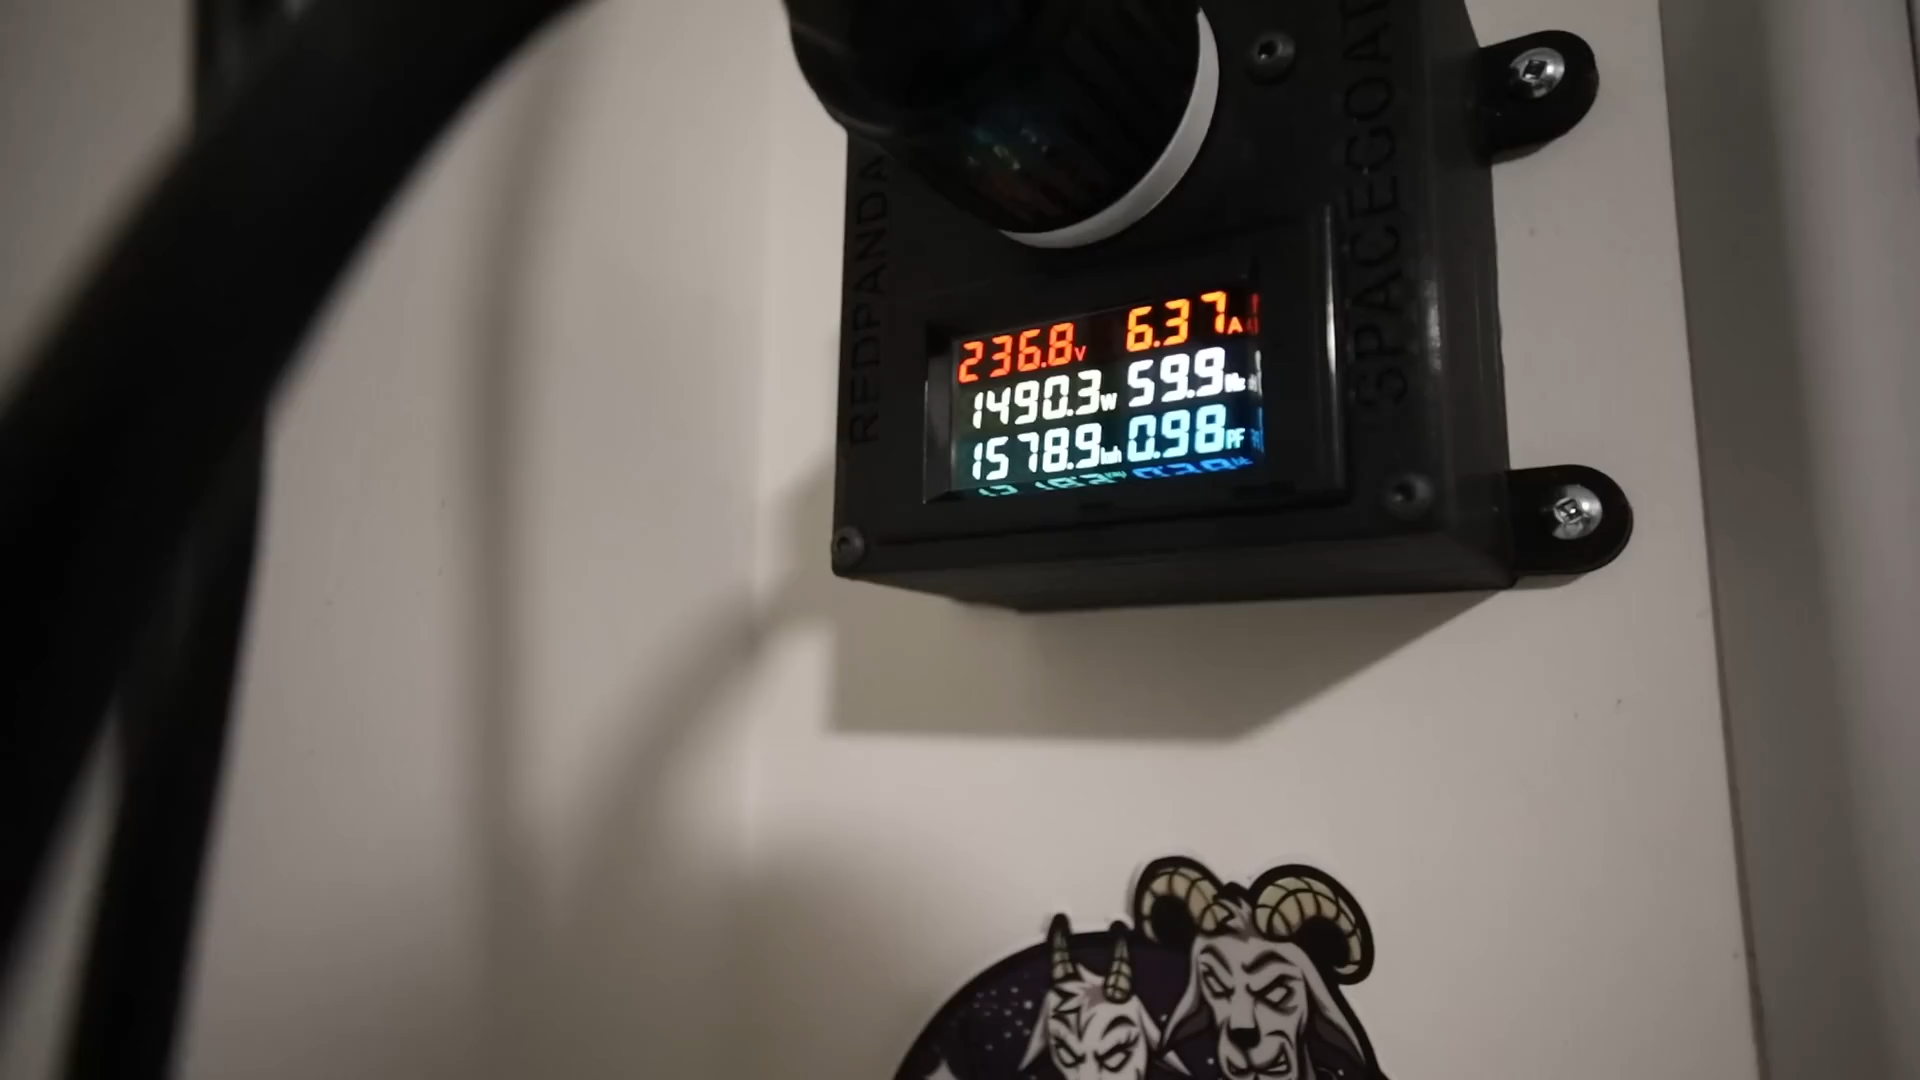 REDPANDA
SPACEGOAT
236.8V 6.37A
1490.3W 59.9Hz
1578.9kWh 0.98PF